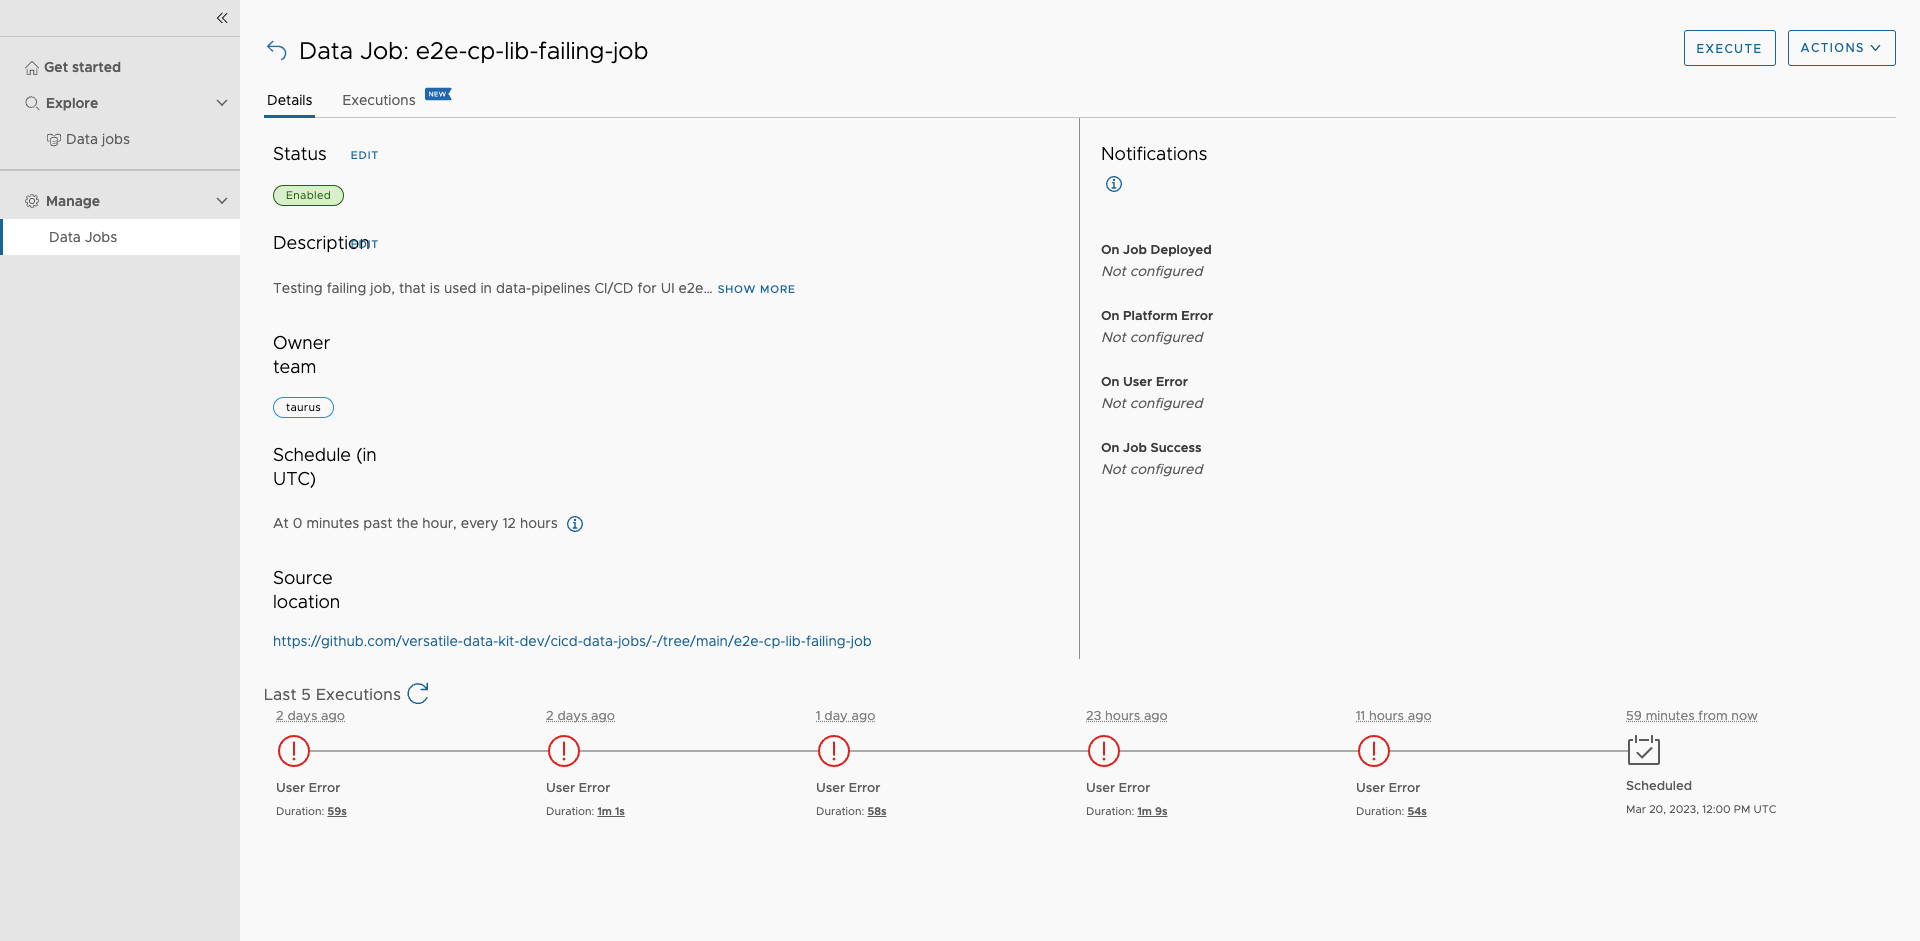 Get started
Explore
Data jobs
Manage
Data Jobs
Data Job: e2e-cp-lib-failing-job
EXECUTE
ACTIONS
Details
Executions
NEW
Status
EDIT
Enabled
Description
EDIT
Testing failing job, that is used in data-pipelines CI/CD for UI e2e... SHOW MORE
Owner
team
taurus
Schedule (in
UTC)
At 0 minutes past the hour, every 12 hours
Source
location
https://github.com/versatile-data-kit-dev/cicd-data-jobs/-/tree/main/e2e-cp-lib-failing-job
Notifications
On Job Deployed
Not configured
On Platform Error
Not configured
On User Error
Not configured
On Job Success
Not configured
Last 5 Executions
2 days ago
User Error
Duration: 59s
2 days ago
User Error
Duration: 1m 1s
1 day ago
User Error
Duration: 58s
23 hours ago
User Error
Duration: 1m 9s
11 hours ago
User Error
Duration: 54s
59 minutes from now
Scheduled
Mar 20, 2023, 12:00 PM UTC